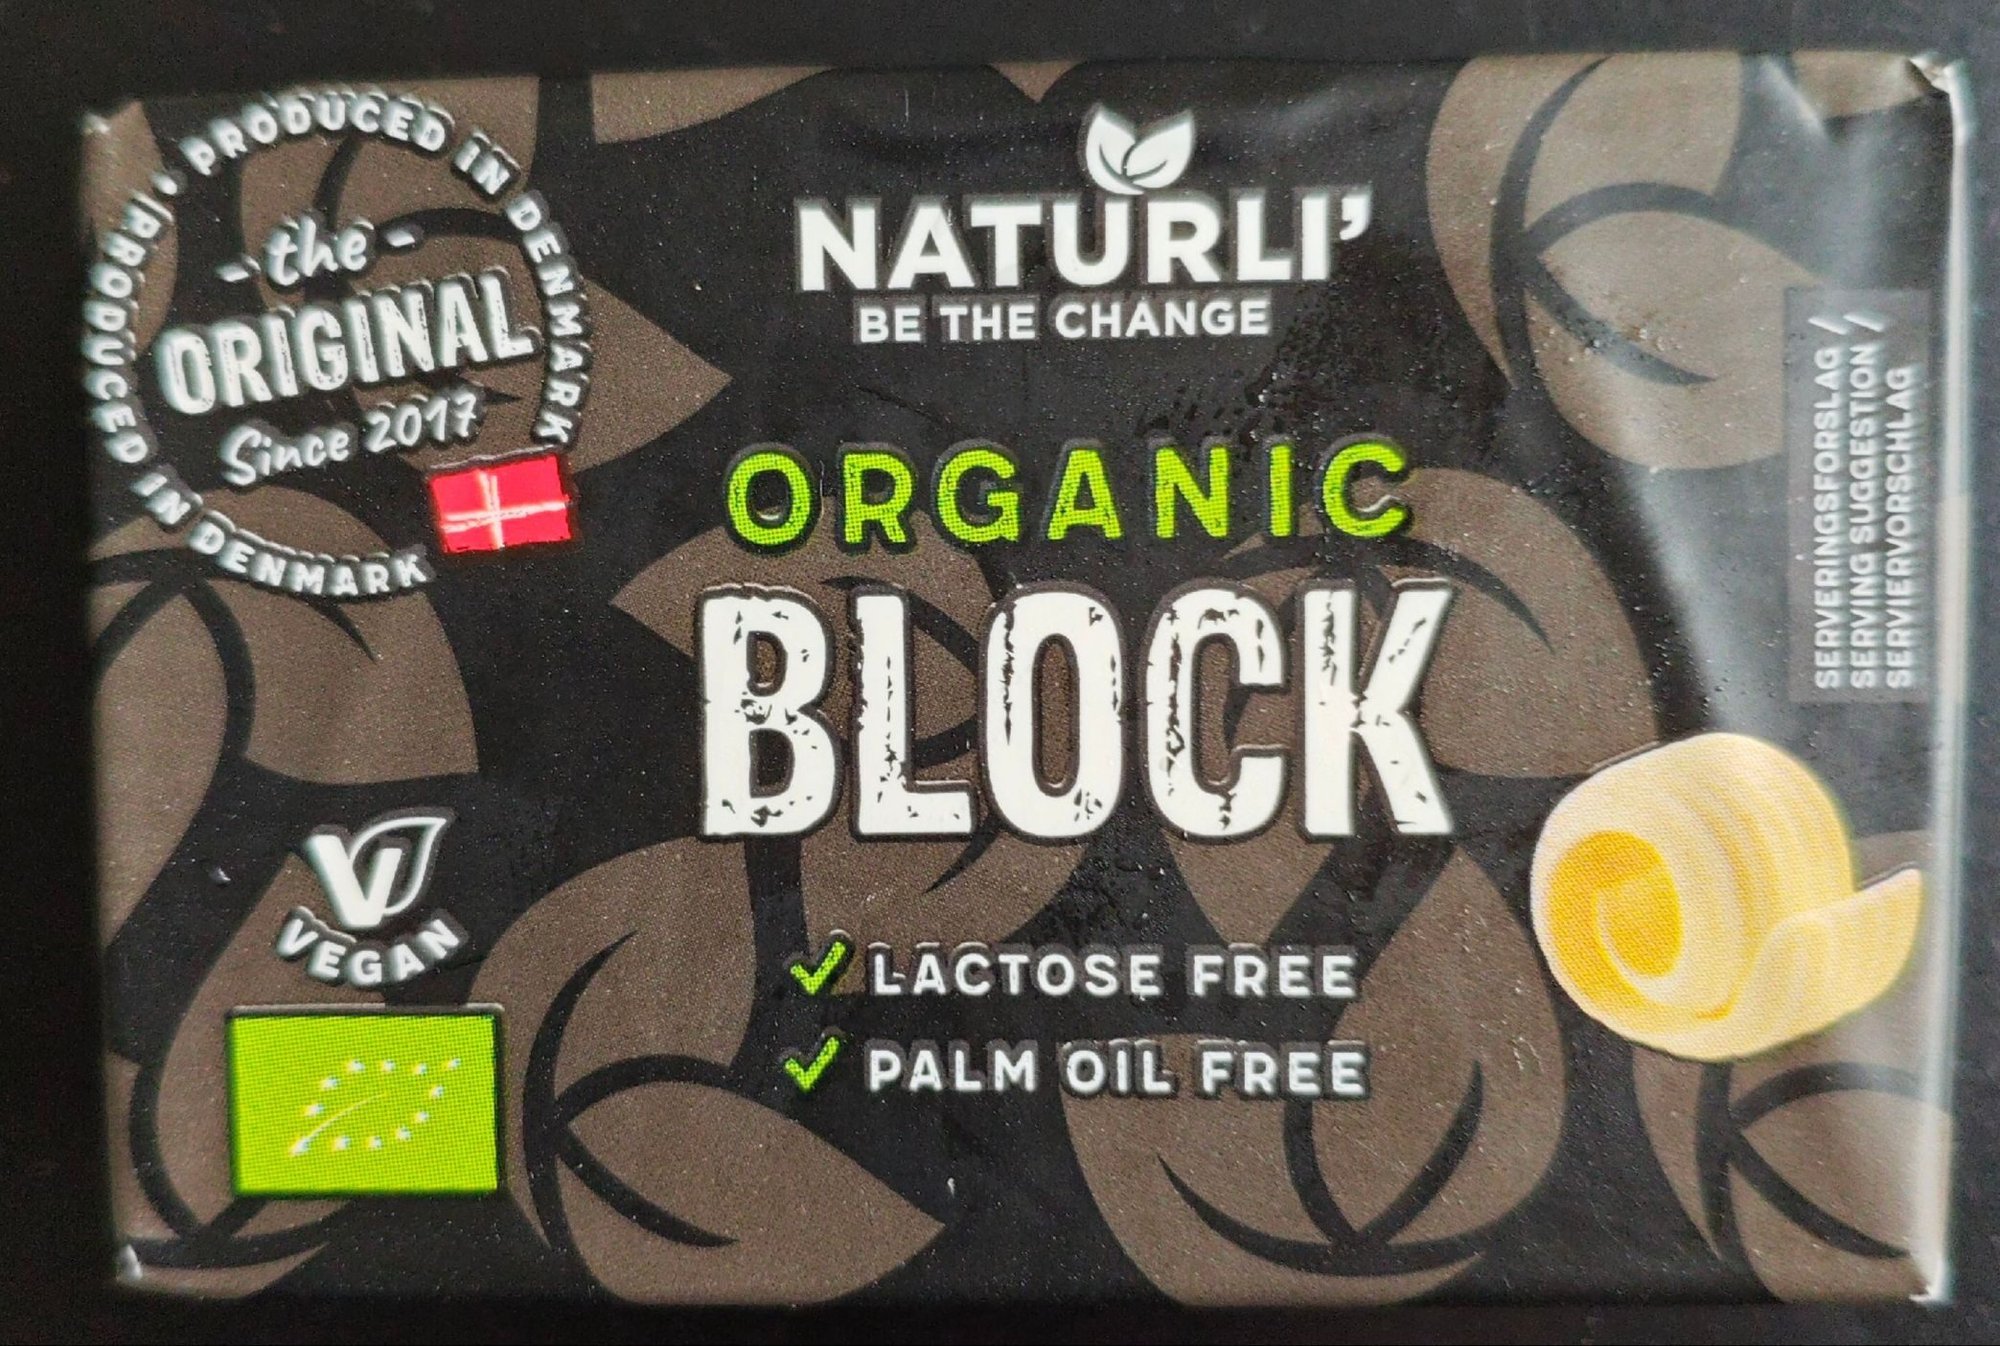 PRODUCED IN DENMARK
PRODUCED IN DENMARK
- the -
ORIGINAL
Since 2017
NATURLI'
BE THE CHANGE
ORGANIC
BLOCK
LACTOSE FREE
PALM OIL FREE
V
VEGAN
SERVERINGSFORSLAG /
SERVING SUGGESTION /
SERVIERVORSCHLAG